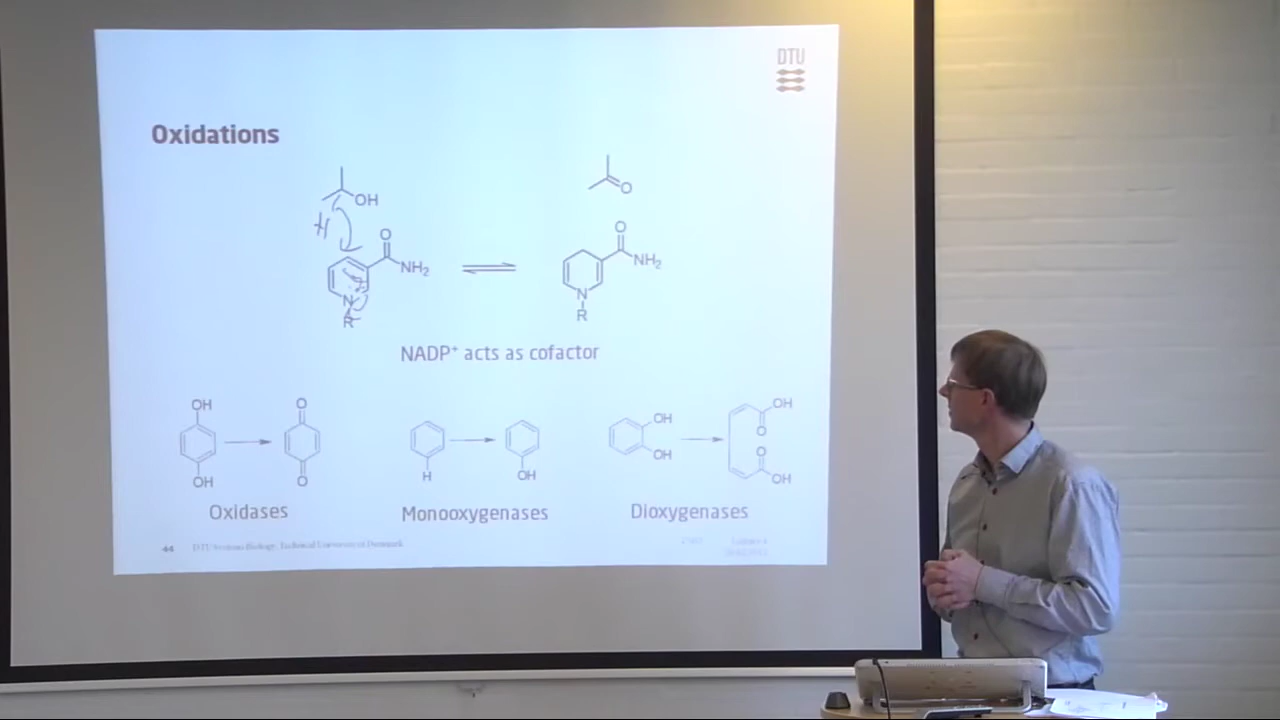 DTU
Oxidations
OH
O
H
O
NH2
O
NH2
N
R
N
R
NADP⁺ acts as cofactor
OH
OH
O
O
H
OH
OH
OH
OH
O
O
OH
Oxidases
Monooxygenases
Dioxygenases
44 DTU Systems Biology, Technical University of Denmark